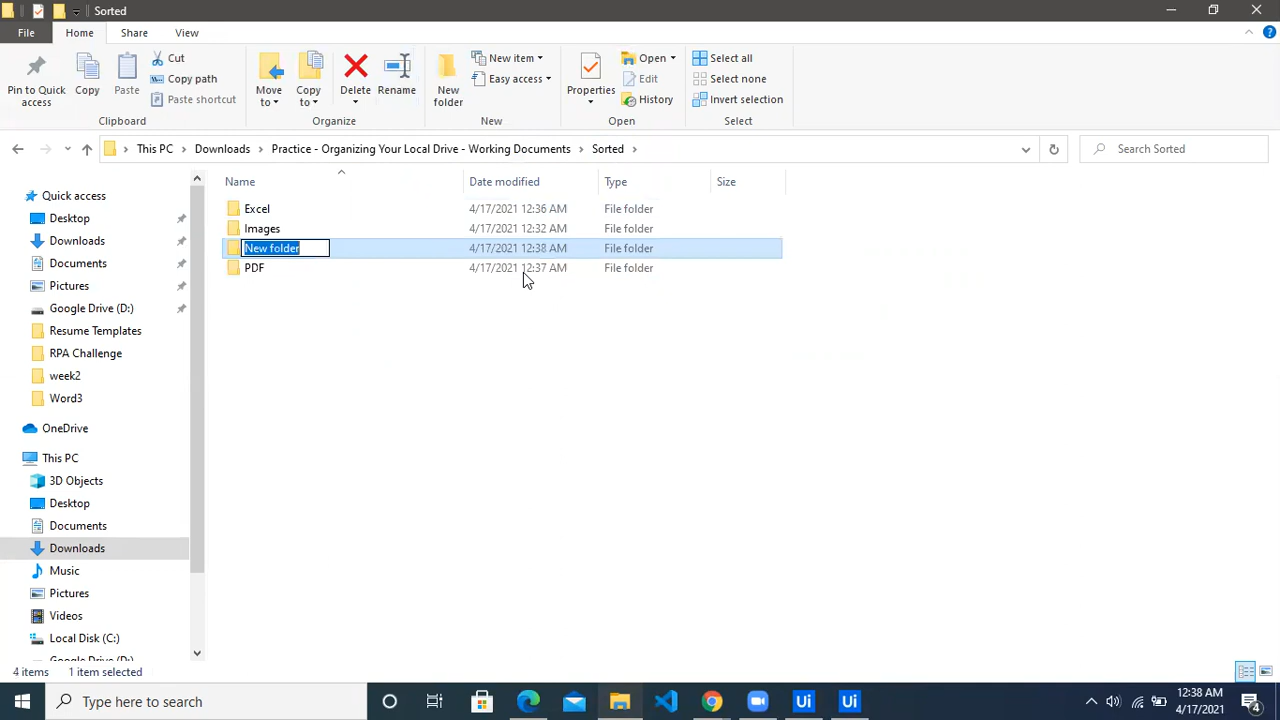 Sorted
File Home Share View
Pin to Quick access
Copy
Paste
Cut
Copy path
Paste shortcut
Clipboard
Move to
Copy to
Delete
Rename
Organize
New folder
New item
Easy access
New
Properties
Open
Edit
History
Open
Select all
Select none
Invert selection
Select
This PC > Downloads > Practice - Organizing Your Local Drive - Working Documents > Sorted >
Search Sorted
Name Date modified Type Size
Excel 4/17/2021 12:36 AM File folder
Images 4/17/2021 12:32 AM File folder
New folder 4/17/2021 12:38 AM File folder
PDF 4/17/2021 12:37 AM File folder
Quick access
Desktop
Downloads
Documents
Pictures
Google Drive (D:)
Resume Templates
RPA Challenge
week2
Word3
OneDrive
This PC
3D Objects
Desktop
Documents
Downloads
Music
Pictures
Videos
Local Disk (C:)
Google Drive (D:)
4 items 1 item selected
Type here to search
Ui
Ui
12:38 AM
4/17/2021
4